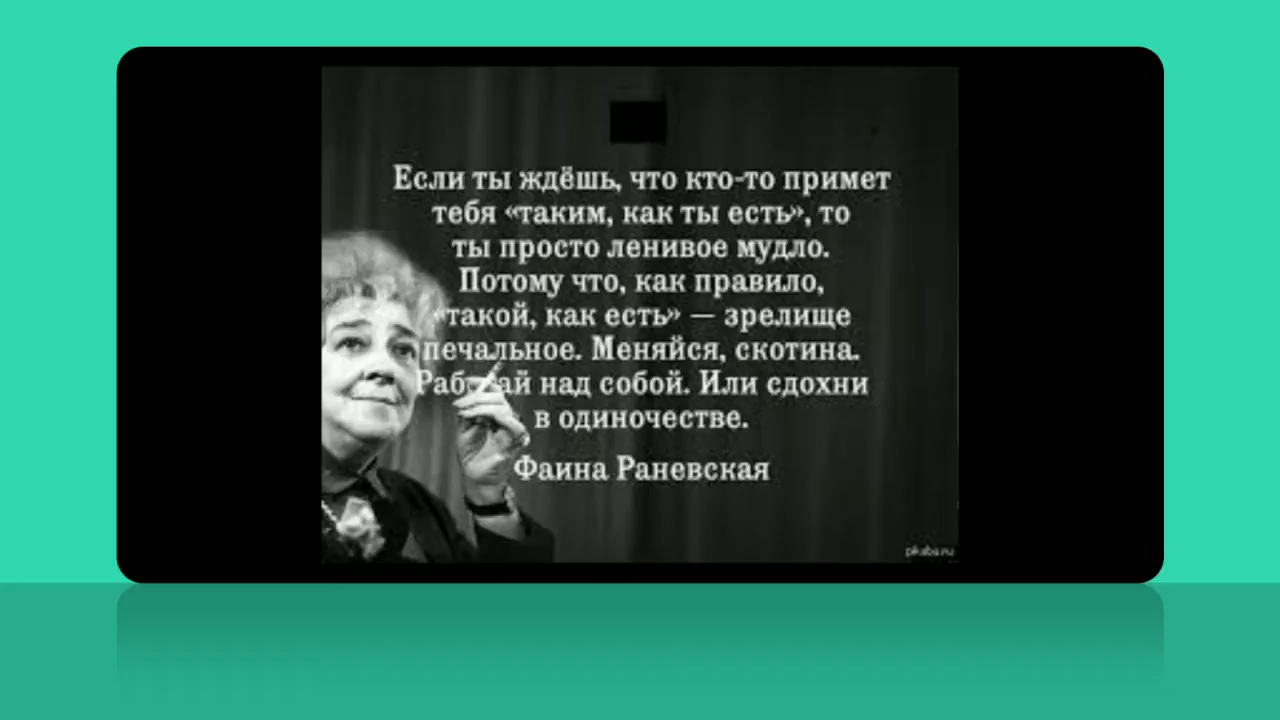 Если ты ждёшь, что кто-то примет
тебя «таким, как ты есть», то
ты просто ленивое мудло.
Потому что, как правило,
«такой, как есть» — зрелище
печальное. Меняйся, скотина.
Работай над собой. Или сдохни
в одиночестве.
Фаина Раневская
pikabu.ru